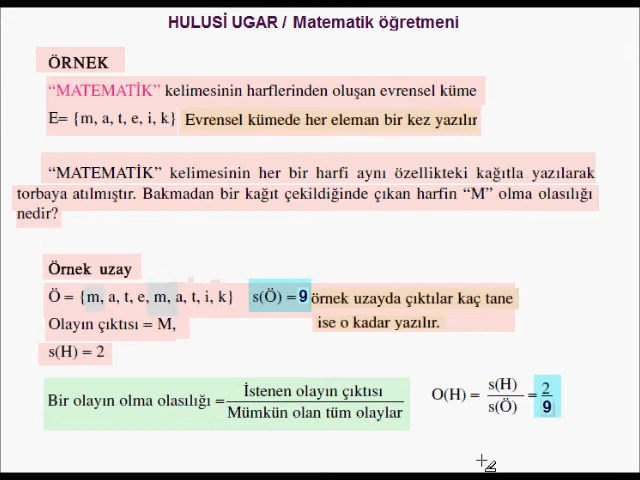 HULUSİ UGAR / Matematik öğretmeni
ÖRNEK
“MATEMATİK” kelimesinin harflerinden oluşan evrensel küme
E= {m, a, t, e, i, k} Evrensel kümede her eleman bir kez yazılır
“MATEMATİK” kelimesinin her bir harfi aynı özellikteki kağıtla yazılarak
torbaya atılmıştır. Bakmadan bir kağıt çekildiğinde çıkan harfin “M” olma olasılığı
nedir?
Örnek uzay
Ö = {m, a, t, e, m, a, t, i, k} s(Ö) = 9 örnek uzayda çıktılar kaç tane
ise o kadar yazılır.
Olayın çıktısı = M,
s(H) = 2
Bir olayın olma olasılığı = İstenen olayın çıktısı / Mümkün olan tüm olaylar
O(H) = s(H) / s(Ö) = 2 / 9